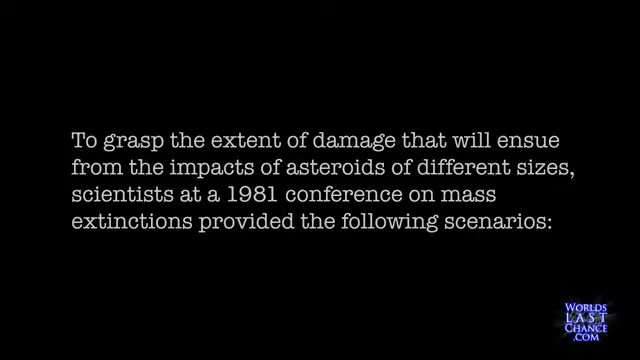 To grasp the extent of damage that will ensue
from the impacts of asteroids of different sizes,
scientists at a 1981 conference on mass
extinctions provided the following scenarios:
WORLDS
LAST
CHANCE
.COM